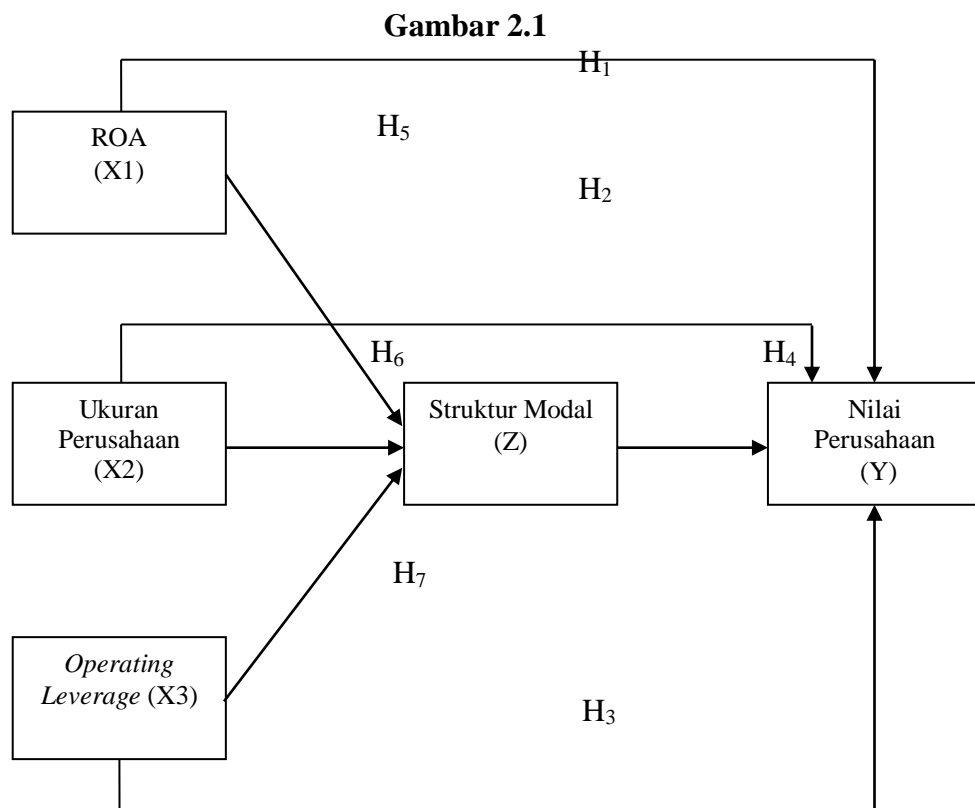 Gambar 2.1
H₁
ROA
(X1)
H₅
H₂
H₆
H₄
Ukuran
Perusahaan
(X2)
Struktur Modal
(Z)
Nilai
Perusahaan
(Y)
H₇
Operating
Leverage (X3)
H₃